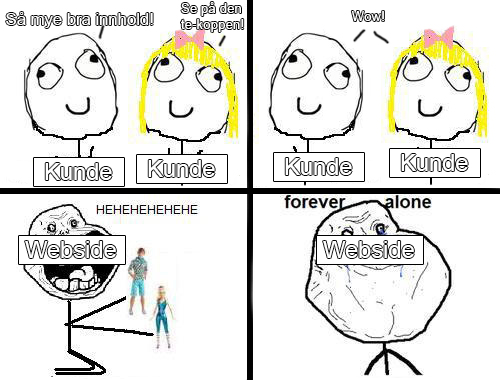 Så mye bra innhold!
Se på den
te-koppen!
Kunde
Kunde
Wow!
Kunde
Kunde
HEHEHEHEHEHE
Webside
forever alone
Webside